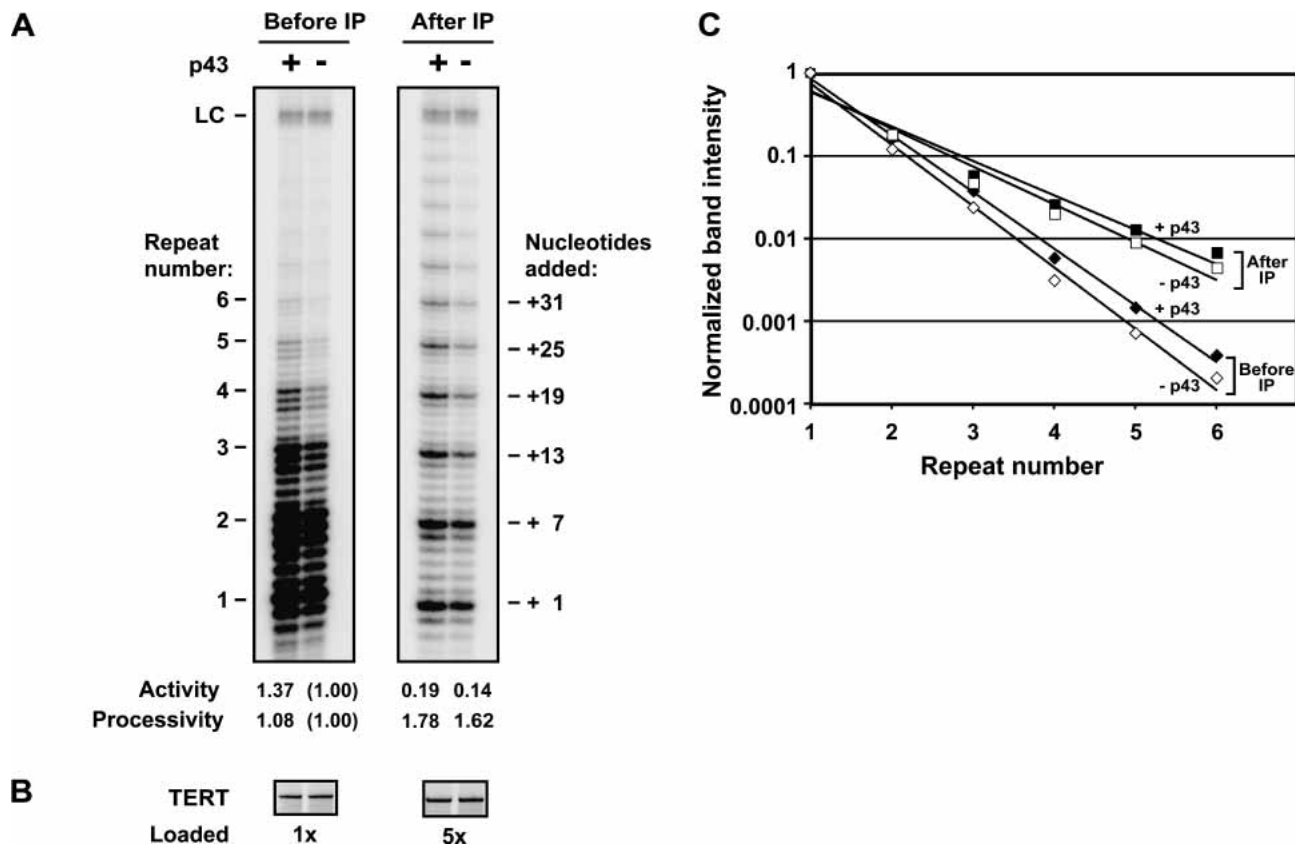 A
Before IP
After IP
p43
+ -
+ -
LC
Repeat
number:
6
5
4
3
2
1
Nucleotides
added:
+31
+25
+19
+13
+ 7
+ 1
Activity 1.37 (1.00) 0.19 0.14
Processivity 1.08 (1.00) 1.78 1.62
B
TERT
Loaded 1x 5x
C
Normalized band intensity
1
0.1
0.01
0.001
0.0001
+ p43
- p43
After
IP
+ p43
- p43
Before
IP
1 2 3 4 5 6
Repeat number